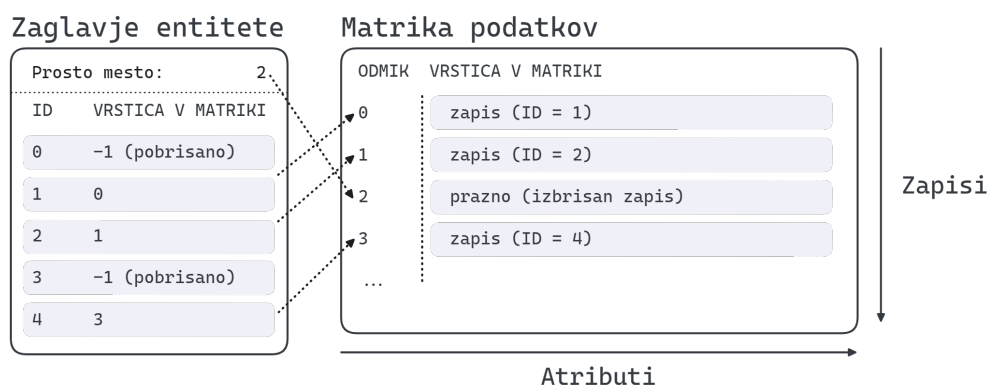 Zaglavje entitete
Prosto mesto: 2
ID VRSTICA V MATRIKI
0 −1 (pobrisano)
1 0
2 1
3 −1 (pobrisano)
4 3
Matrika podatkov
ODMIK VRSTICA V MATRIKI
0 zapis (ID = 1)
1 zapis (ID = 2)
2 prazno (izbrisan zapis)
3 zapis (ID = 4)
...
Zapisi
Atributi